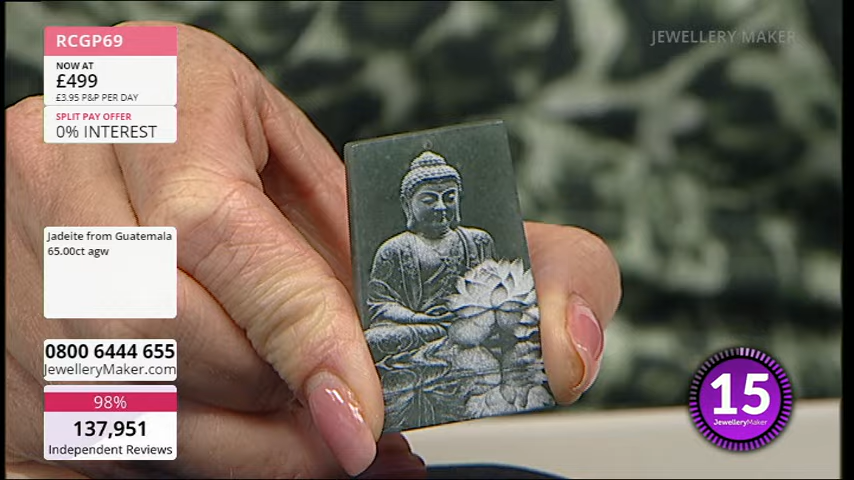 RCGP69
NOW AT
£499
£3.95 P&P PER DAY
SPLIT PAY OFFER
0% INTEREST
Jadeite from Guatemala
65.00ct agw
0800 6444 655
JewelleryMaker.com
98%
137,951
Independent Reviews
JEWELLERY MAKER
15
JewelleryMaker